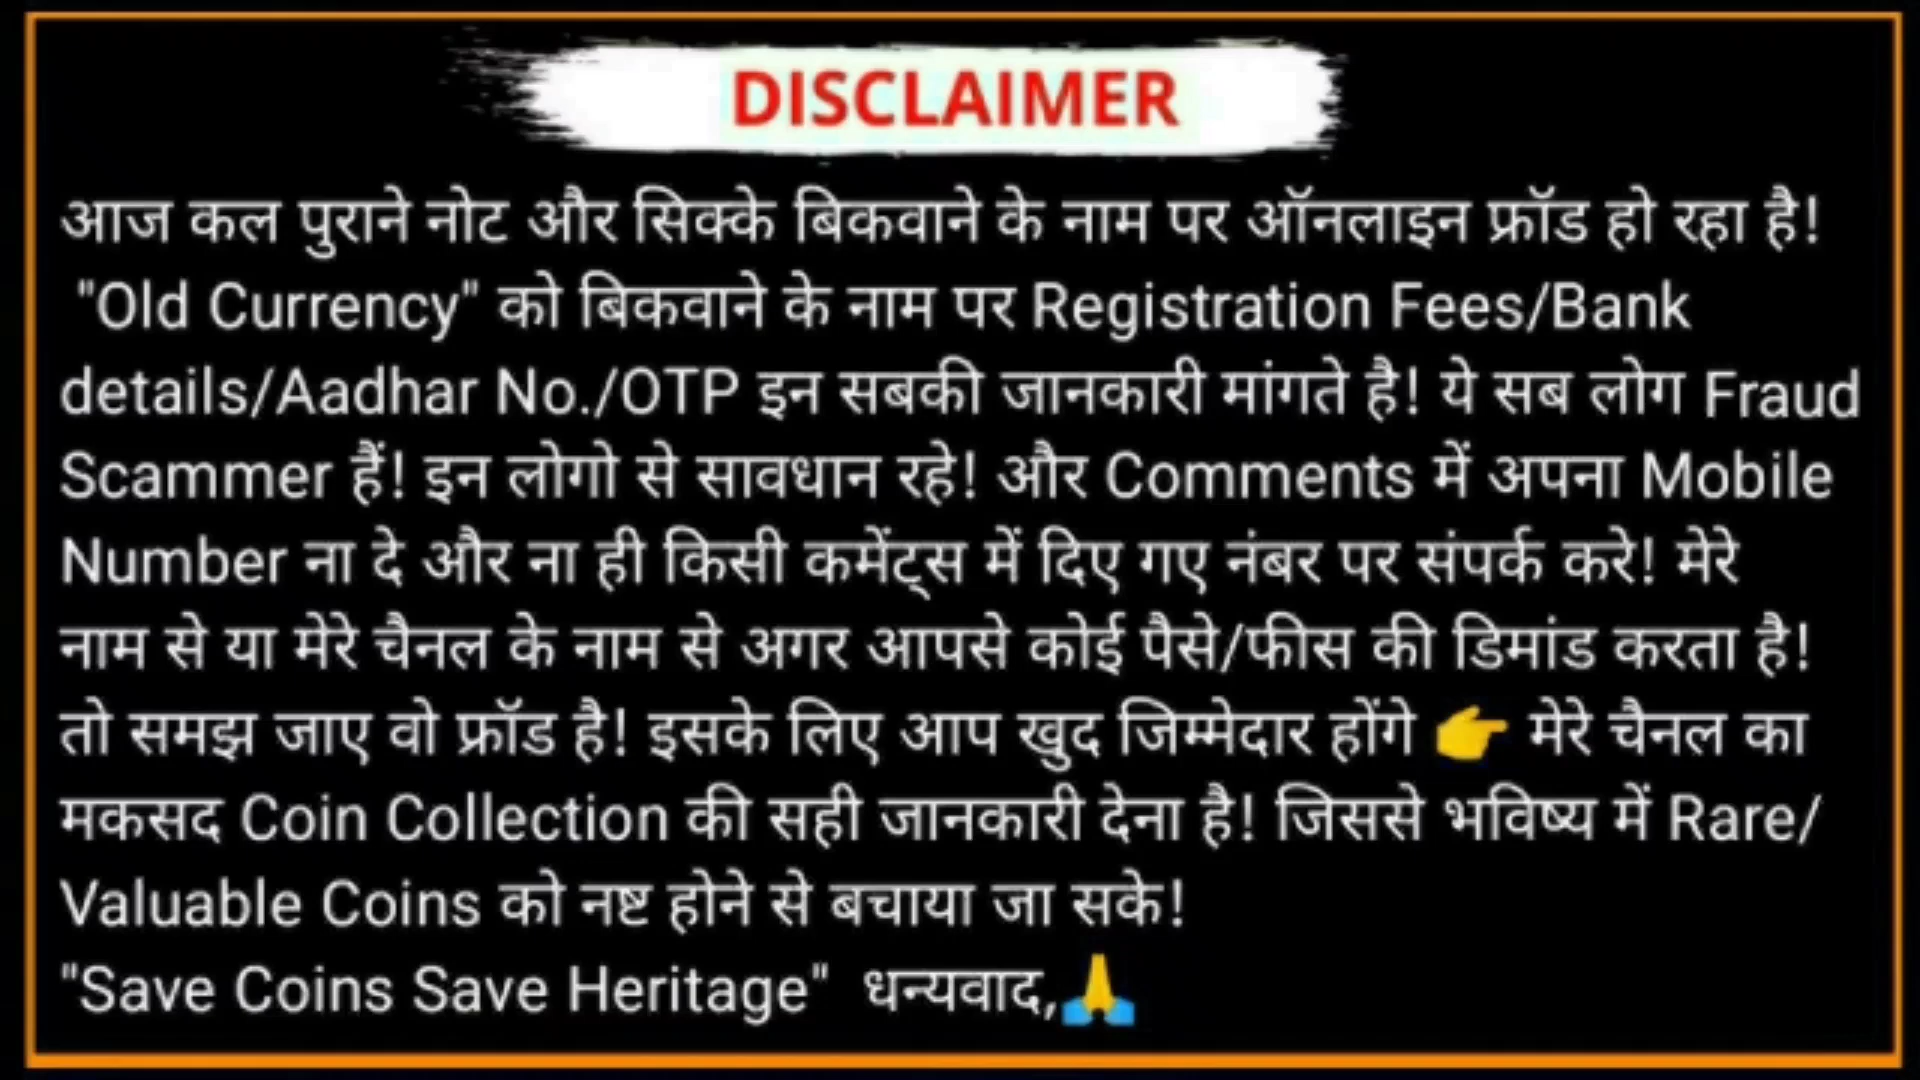 DISCLAIMER
आज कल पुराने नोट और सिक्के बिकवाने के नाम पर ऑनलाइन फ्रॉड हो रहा है!
"Old Currency" को बिकवाने के नाम पर Registration Fees/Bank
details/Aadhar No./OTP इन सबकी जानकारी मांगते है! ये सब लोग Fraud
Scammer हैं! इन लोगो से सावधान रहे! और Comments में अपना Mobile
Number ना दे और ना ही किसी कमेंट्स में दिए गए नंबर पर संपर्क करे! मेरे
नाम से या मेरे चैनल के नाम से अगर आपसे कोई पैसे/फीस की डिमांड करता है!
तो समझ जाए वो फ्रॉड है! इसके लिए आप खुद जिम्मेदार होंगे 👉 मेरे चैनल का
मकसद Coin Collection की सही जानकारी देना है! जिससे भविष्य में Rare/
Valuable Coins को नष्ट होने से बचाया जा सके!
"Save Coins Save Heritage" धन्यवाद,🙏